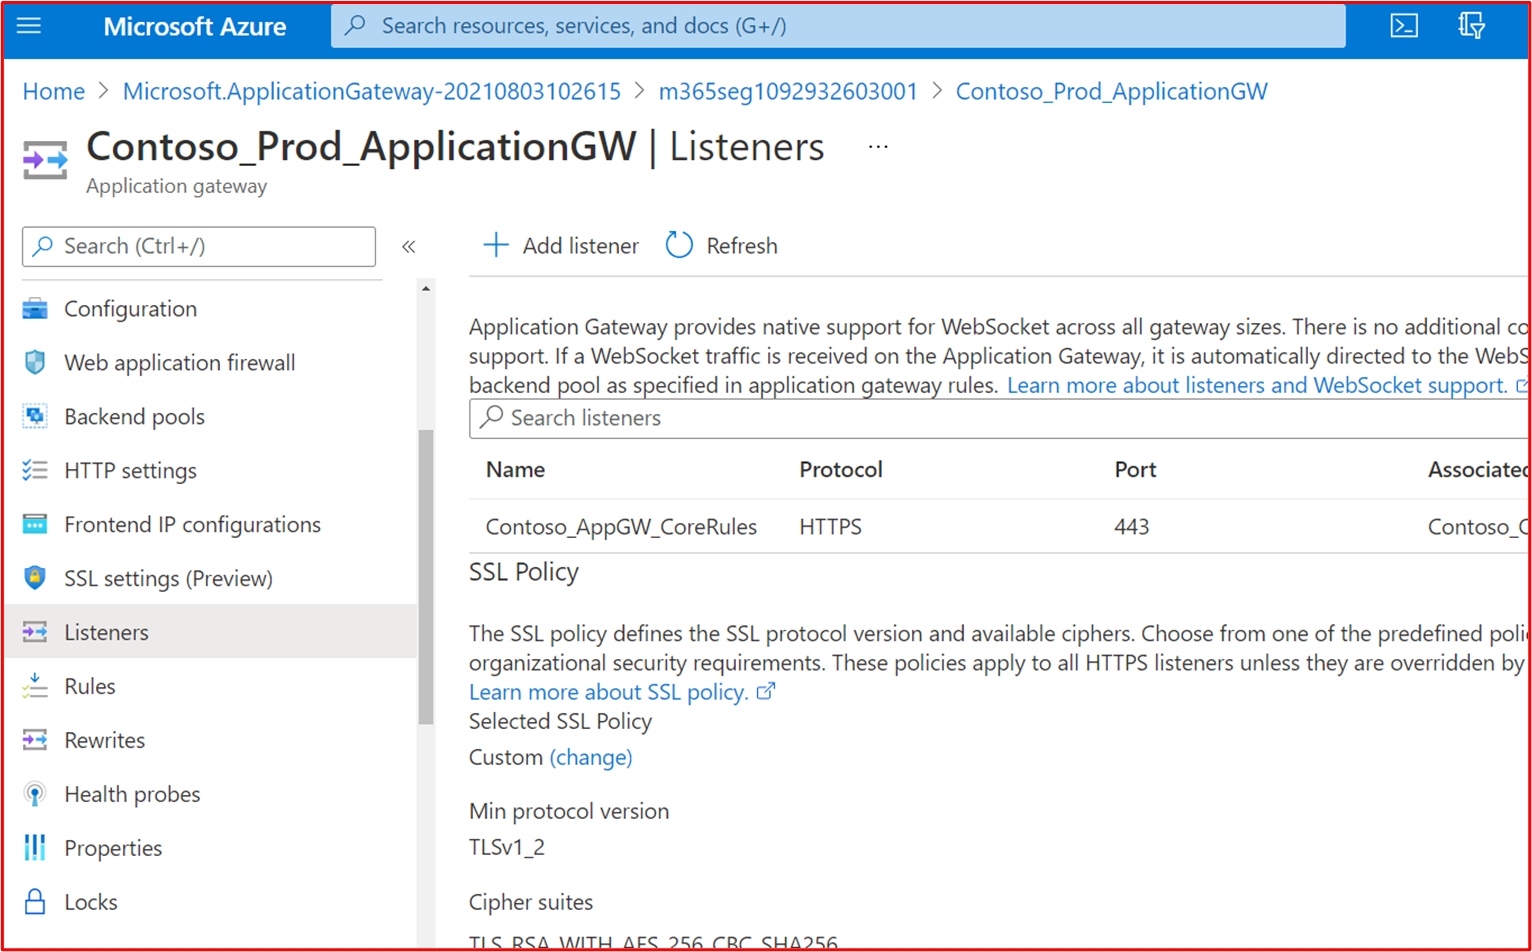 Microsoft Azure
Search resources, services, and docs (G+/)
Home > Microsoft.ApplicationGateway-20210803102615 > m365seg1092932603001 > Contoso_Prod_ApplicationGW
Contoso_Prod_ApplicationGW | Listeners ...
Application gateway
Search (Ctrl+/)
«
Configuration
Web application firewall
Backend pools
HTTP settings
Frontend IP configurations
SSL settings (Preview)
Listeners
Rules
Rewrites
Health probes
Properties
Locks
+ Add listener Refresh
Application Gateway provides native support for WebSocket across all gateway sizes. There is no additional co
support. If a WebSocket traffic is received on the Application Gateway, it is automatically directed to the WebS
backend pool as specified in application gateway rules. Learn more about listeners and WebSocket support.
Search listeners
Name Protocol Port Associated
Contoso_AppGW_CoreRules HTTPS 443 Contoso_C
SSL Policy
The SSL policy defines the SSL protocol version and available ciphers. Choose from one of the predefined poli
organizational security requirements. These policies apply to all HTTPS listeners unless they are overridden by
Learn more about SSL policy.
Selected SSL Policy
Custom (change)
Min protocol version
TLSv1_2
Cipher suites
TLS_RSA_WITH_AES_256_CBC_SHA256